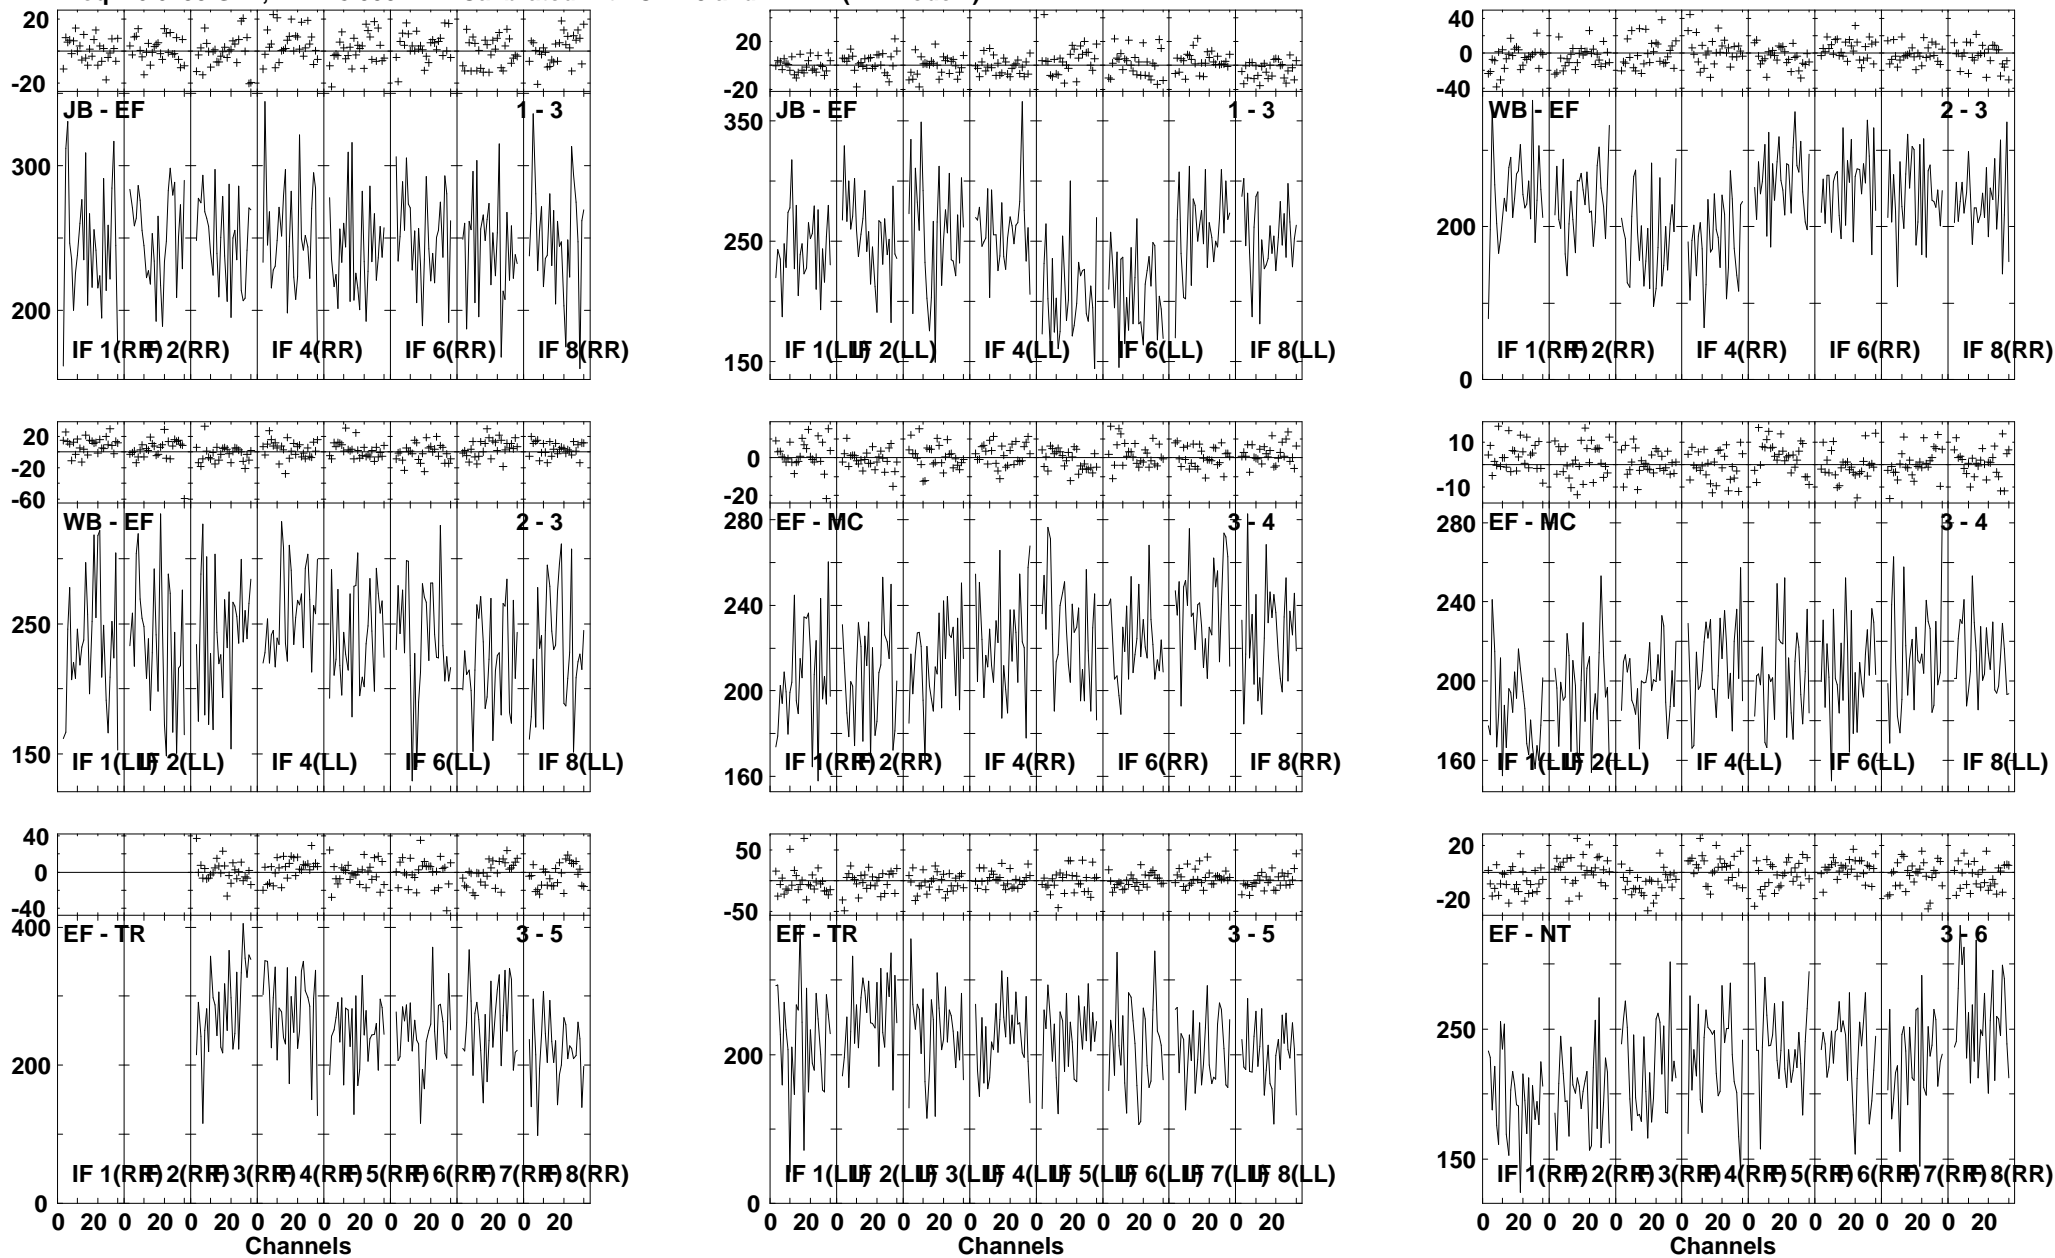 20
0
-20
JB - EF
1 - 3
300
200
IF 1(RR)
IF 2(RR)
IF 4(RR)
IF 6(RR)
IF 8(RR)
20
0
-20
JB - EF
1 - 3
350
250
150
IF 1(LL)
IF 2(LL)
IF 4(LL)
IF 6(LL)
IF 8(LL)
40
0
-40
WB - EF
2 - 3
200
0
IF 1(RR)
IF 2(RR)
IF 4(RR)
IF 6(RR)
IF 8(RR)
20
-20
-60
WB - EF
2 - 3
250
150
IF 1(LL)
IF 2(LL)
IF 4(LL)
IF 6(LL)
IF 8(LL)
0
-20
EF - MC
3 - 4
280
240
200
160
IF 1(RR)
IF 2(RR)
IF 4(RR)
IF 6(RR)
IF 8(RR)
10
-10
EF - MC
3 - 4
280
240
200
160
IF 1(LL)
IF 2(LL)
IF 4(LL)
IF 6(LL)
IF 8(LL)
40
0
-40
EF - TR
3 - 5
400
200
0
IF 1(RR)
IF 2(RR)
IF 3(RR)
IF 4(RR)
IF 5(RR)
IF 6(RR)
IF 7(RR)
IF 8(RR)
0 20 0 20 0 20 0 20 0 20 0 20 0 20 0 20
Channels
50
0
-50
EF - TR
3 - 5
200
0
IF 1(LL)
IF 2(LL)
IF 3(LL)
IF 4(LL)
IF 5(LL)
IF 6(LL)
IF 7(LL)
IF 8(LL)
0 20 0 20 0 20 0 20 0 20 0 20 0 20 0 20
Channels
20
0
-20
EF - NT
3 - 6
250
150
IF 1(RR)
IF 2(RR)
IF 3(RR)
IF 4(RR)
IF 5(RR)
IF 6(RR)
IF 7(RR)
IF 8(RR)
0 20 0 20 0 20 0 20 0 20 0 20 0 20 0 20
Channels